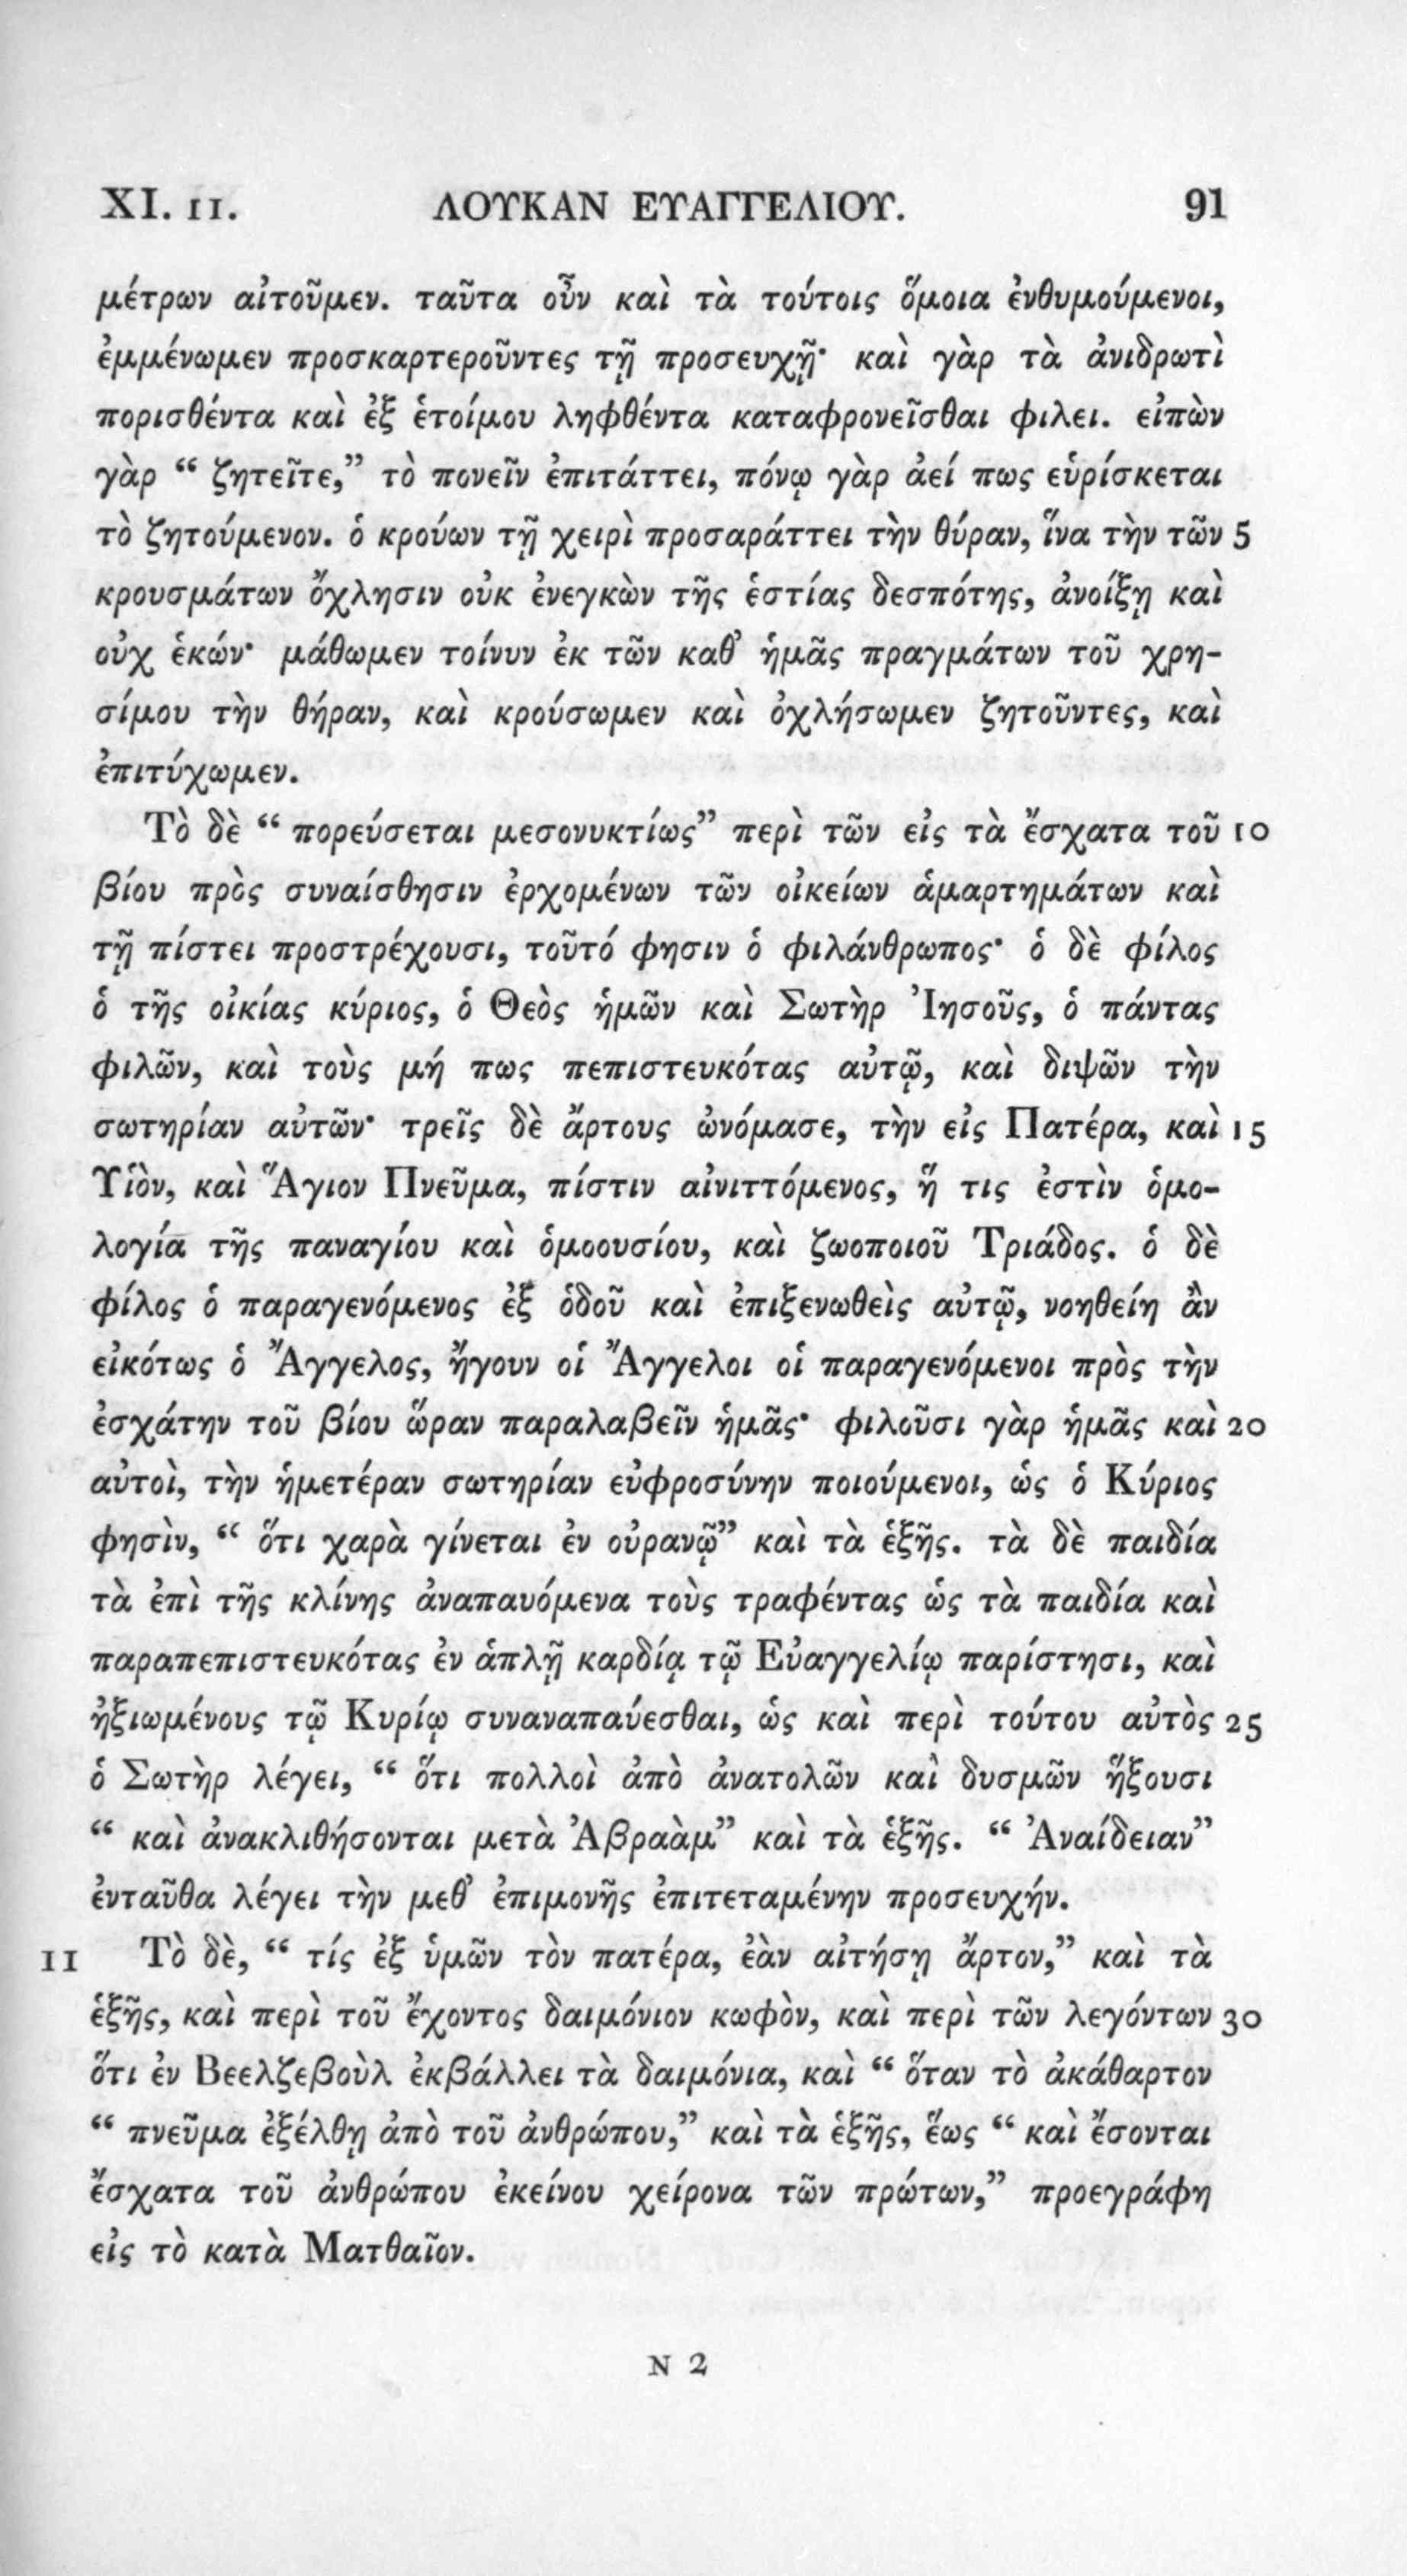 XI. 11. ΛΟΥΚΑΝ ΕΥΑΓΓΕΛΙΟΥ. 91
μέτρων αἰτοῦμεν. ταῦτα οὖν καὶ τὰ τούτοις ὅμοια ἐνθυμούμενοι,
ἐμμένωμεν προσκαρτεροῦντες τῇ προσευχῇ· καὶ γὰρ τὰ ἀνιδρωτὶ
πορισθέντα καὶ ἐξ ἑτοίμου ληφθέντα καταφρονεῖσθαι φιλει. εἰπὼν
γὰρ “ ζητεῖτε,” τὸ πονεῖν ἐπιτάττει, πόνῳ γὰρ ἀεί πως εὑρίσκεται
τὸ ζητούμενον. ὁ κρούων τῇ χειρὶ προσαράττει τὴν θύραν, ἵνα τὴν τῶν 5
κρουσμάτων ὄχλησιν οὐκ ἐνεγκὼν τῆς ἑστίας δεσπότης, ἀνοίξῃ καὶ
οὐχ ἑκών· μάθωμεν τοίνυν ἐκ τῶν καθ’ ἡμᾶς πραγμάτων τοῦ χρη-
σίμου τὴν θήραν, καὶ κρούσωμεν καὶ ὀχλήσωμεν ζητοῦντες, καὶ
ἐπιτύχωμεν.
Τὸ δὲ “ πορεύσεται μεσονυκτίως” περὶ τῶν εἰς τὰ ἔσχατα τοῦ 10
βίου πρὸς συναίσθησιν ἐρχομένων τῶν οἰκείων ἁμαρτημάτων καὶ
τῇ πίστει προστρέχουσι, τοῦτό φησιν ὁ φιλάνθρωπος· ὁ δὲ φίλος
ὁ τῆς οἰκίας κύριος, ὁ Θεὸς ἡμῶν καὶ Σωτὴρ Ἰησοῦς, ὁ πάντας
φιλῶν, καὶ τοὺς μή πως πεπιστευκότας αὐτῷ, καὶ διψῶν τὴν
σωτηρίαν αὐτῶν· τρεῖς δὲ ἄρτους ὠνόμασε, τὴν εἰς Πατέρα, καὶ 15
Υἱὸν, καὶ Ἅγιον Πνεῦμα, πίστιν αἰνιττόμενος, ἥ τις ἐστὶν ὁμο-
λογία τῆς παναγίου καὶ ὁμοουσίου, καὶ ζωοποιοῦ Τριάδος. ὁ δὲ
φίλος ὁ παραγενόμενος ἐξ ὁδοῦ καὶ ἐπιξενωθεὶς αὐτῷ, νοηθείη ἂν
εἰκότως ὁ Ἄγγελος, ἤγουν οἱ Ἄγγελοι οἱ παραγενόμενοι πρὸς τὴν
ἐσχάτην τοῦ βίου ὥραν παραλαβεῖν ἡμᾶς· φιλοῦσι γὰρ ἡμᾶς καὶ 20
αὐτοὶ, τὴν ἡμετέραν σωτηρίαν εὐφροσύνην ποιούμενοι, ὡς ὁ Κύριος
φησὶν, “ ὅτι χαρὰ γίνεται ἐν οὐρανῷ” καὶ τὰ ἑξῆς. τὰ δὲ παιδία
τὰ ἐπὶ τῆς κλίνης ἀναπαυόμενα τοὺς τραφέντας ὡς τὰ παιδία καὶ
παραπεπιστευκότας ἐν ἁπλῇ καρδίᾳ τῷ Εὐαγγελίῳ παρίστησι, καὶ
ἠξιωμένους τῷ Κυρίῳ συναναπαύεσθαι, ὡς καὶ περὶ τούτου αὐτὸς 25
ὁ Σωτὴρ λέγει, “ ὅτι πολλοὶ ἀπὸ ἀνατολῶν καὶ δυσμῶν ἥξουσι
“ καὶ ἀνακλιθήσονται μετὰ Ἀβραὰμ” καὶ τὰ ἑξῆς. “ Ἀναίδειαν”
ἐνταῦθα λέγει τὴν μεθ’ ἐπιμονῆς ἐπιτεταμένην προσευχήν.
11 Τὸ δὲ, “ τίς ἐξ ὑμῶν τὸν πατέρα, ἐὰν αἰτήσῃ ἄρτον,” καὶ τὰ
ἑξῆς, καὶ περὶ τοῦ ἔχοντος δαιμόνιον κωφὸν, καὶ περὶ τῶν λεγόντων 30
ὅτι ἐν Βεελζεβοὺλ ἐκβάλλει τὰ δαιμόνια, καὶ “ ὅταν τὸ ἀκάθαρτον
“ πνεῦμα ἐξέλθῃ ἀπὸ τοῦ ἀνθρώπου,” καὶ τὰ ἑξῆς, ἕως “ καὶ ἔσονται
ἔσχατα τοῦ ἀνθρώπου ἐκείνου χείρονα τῶν πρώτων,” προεγράφη
εἰς τὸ κατὰ Ματθαῖον.
N 2